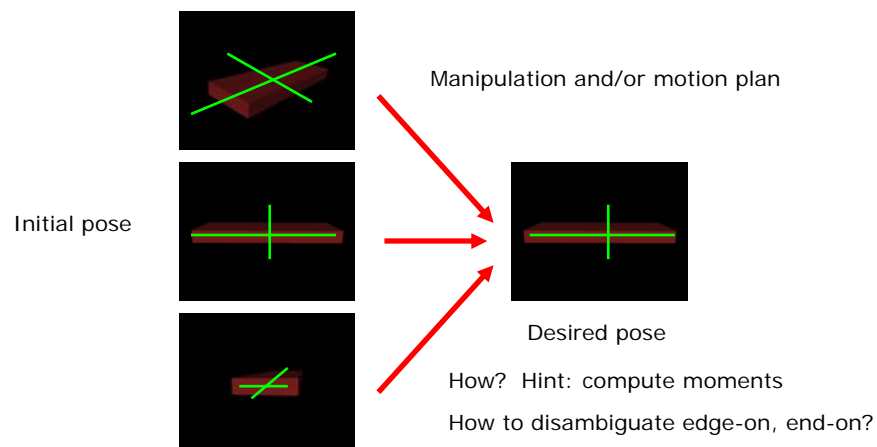 Manipulation and/or motion plan
Initial pose
Desired pose
How? Hint: compute moments
How to disambiguate edge-on, end-on?